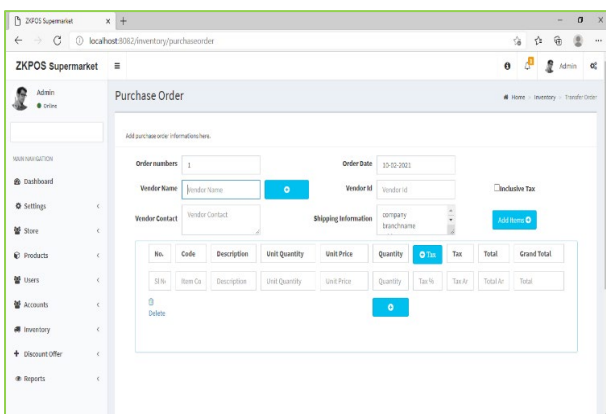 ZKPOS Supermarket
localhost:3082/inventory/purchaseorder
ZKPOS Supermarket
Admin
Admin
Online
Purchase Order
Home Inventory Transfer Order
Add purchase order informations here.
MAIN NAVIGATION
Dashboard
Settings
Store
Products
Users
Accounts
Inventory
Discount Offer
Reports
Order numbers 1 Order Date 10-02-2021
Vendor Name Vendor Name Vendor Id Vendor Id Inclusive Tax
Vendor Contact Vendor Contact Shipping Information company Add Items
branchname
No. Code Description Unit Quantity Unit Price Quantity Tax Tax Total Grand Total
Sl No Item Co Description Unit Quantity Unit Price Quantity Tax % Tax Ar Total Ar Total
Delete